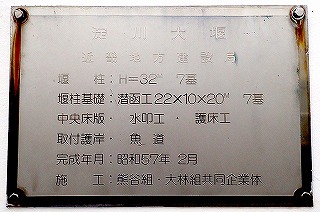 淀川大堰
近畿地方建設局
堰　柱：H＝32ᴹ　7基
堰柱基礎：潜函工22×10×20ᴹ　7基
中央床版・水叩工・護床工
取付護岸・魚道
完成年月：昭和57年 2月
施　工：熊谷組・大林組共同企業体